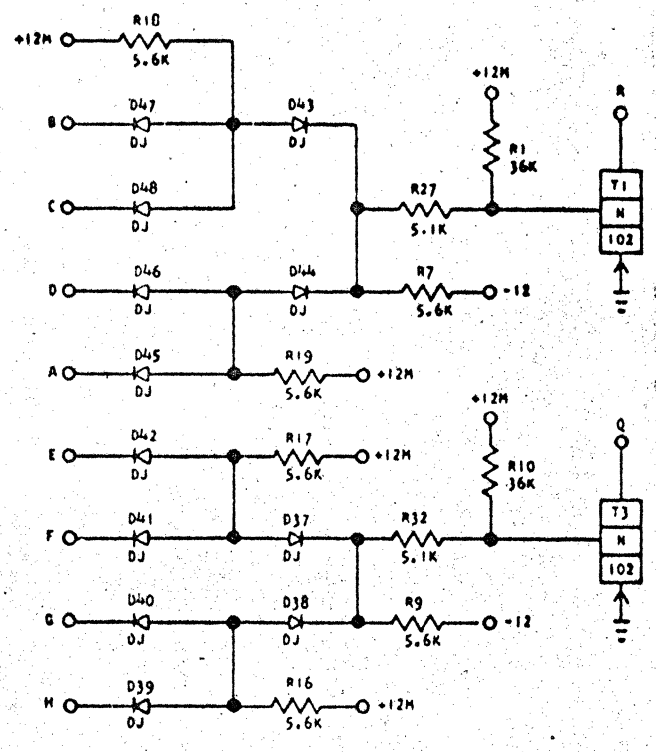 R18
+12M
5.6K
+12M
R
D47
D43
B
DJ
DJ
R1
36K
D48
R27
T1
C
N
DJ
5.1K
102
D46
D44
R7
D
-12
DJ
DJ
5.6K
D45
R19
A
+12M
DJ
5.6K
+12M
Q
D42
R17
E
+12M
DJ
5.6K
R10
36K
D41
D37
R32
T3
F
N
DJ
DJ
5.1K
102
D40
D38
R9
G
-12
DJ
DJ
5.6K
D39
R16
H
+12M
DJ
5.6K